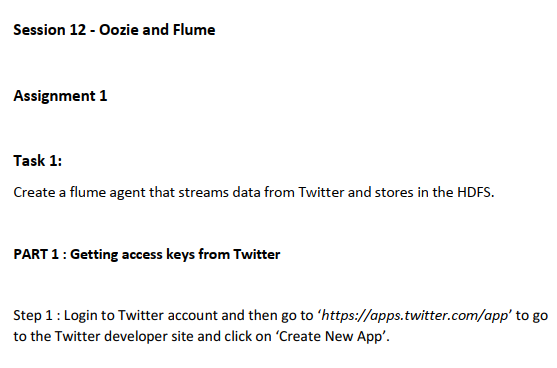 Session 12 - Oozie and Flume
Assignment 1
Task 1:
Create a flume agent that streams data from Twitter and stores in the HDFS.
PART 1 : Getting access keys from Twitter
Step 1 : Login to Twitter account and then go to ‘https://apps.twitter.com/app’ to go
to the Twitter developer site and click on ‘Create New App’.